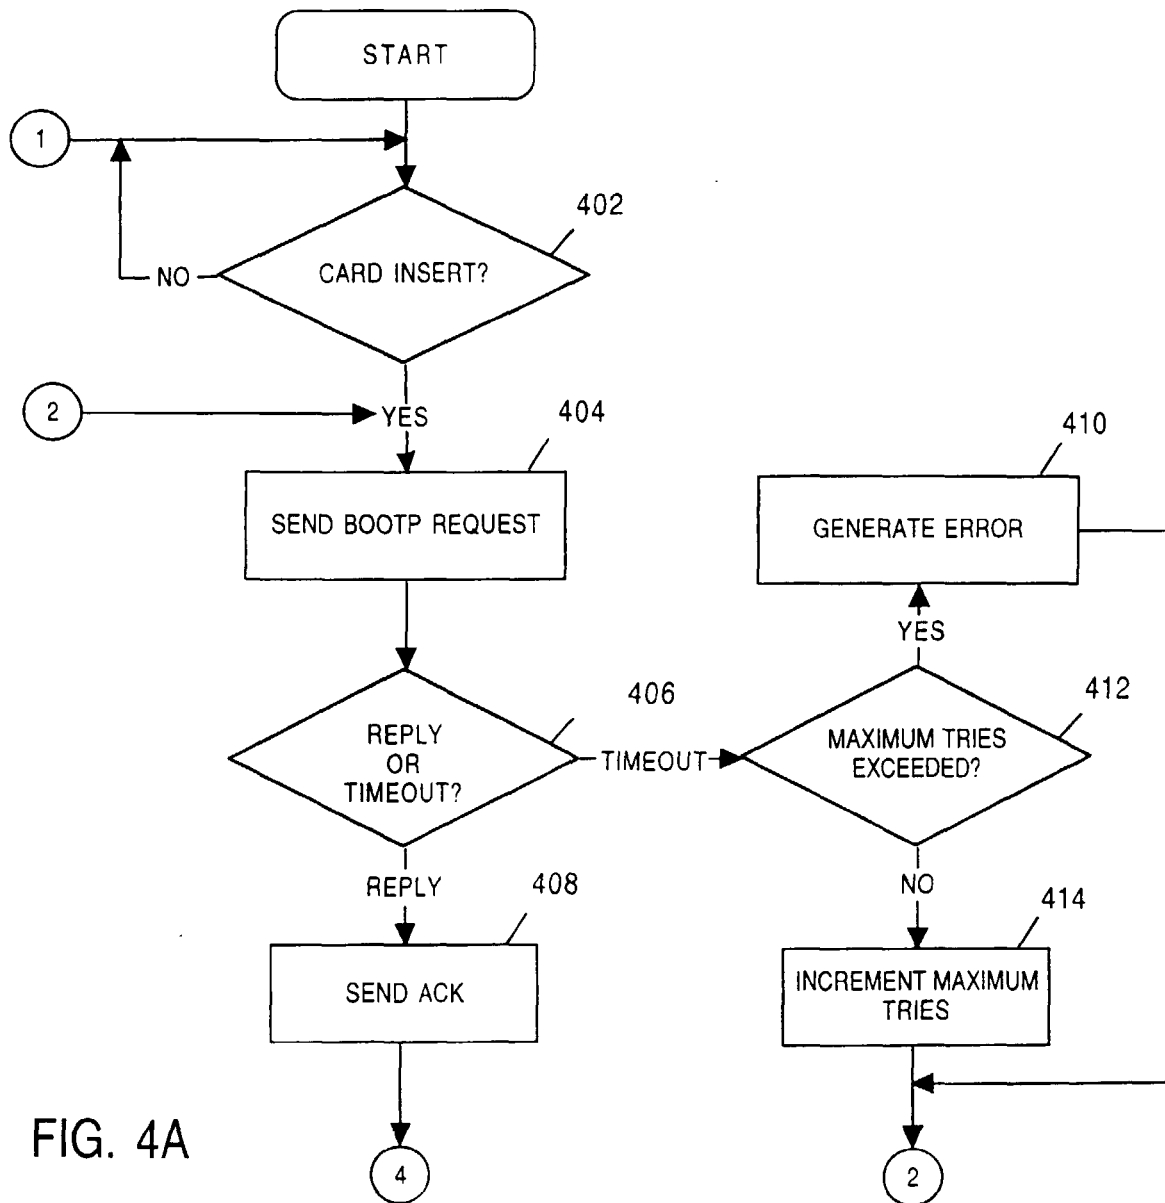 START
1
402
CARD INSERT?
NO
2
YES
404
410
SEND BOOTP REQUEST
GENERATE ERROR
YES
406
412
REPLY
OR
TIMEOUT?
TIMEOUT
MAXIMUM TRIES
EXCEEDED?
REPLY
408
NO
414
SEND ACK
INCREMENT MAXIMUM
TRIES
FIG. 4A
4
2